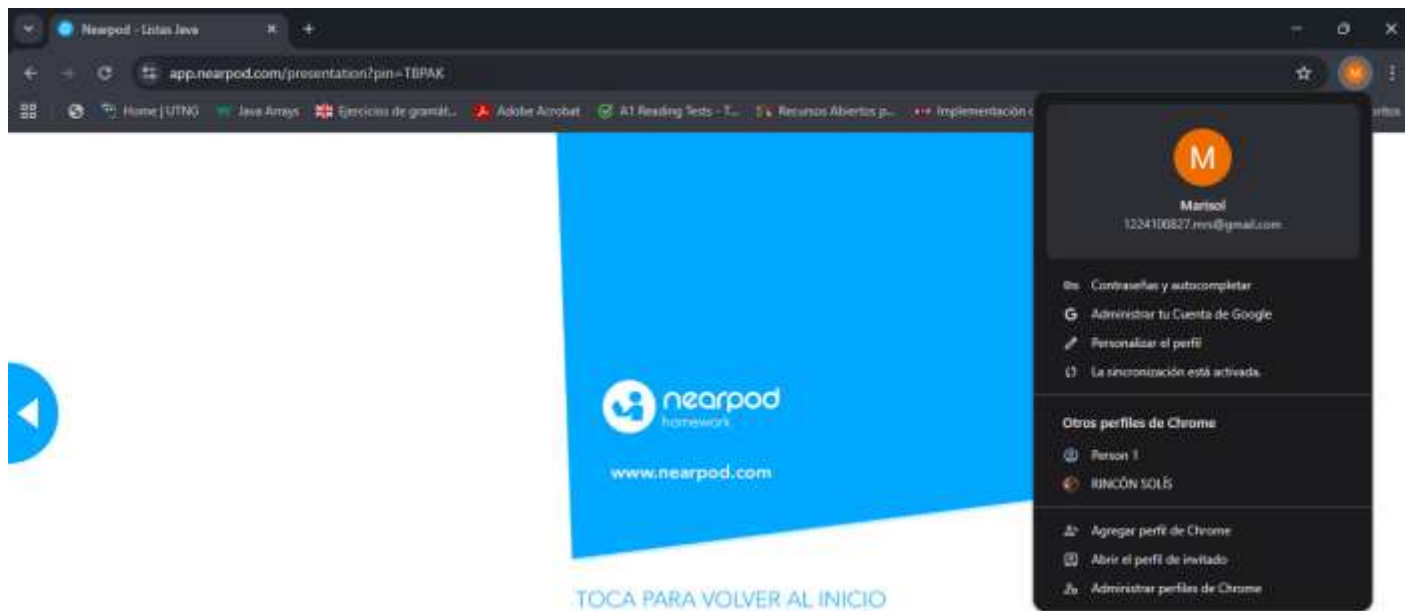 Nearpod - Listas Java
app.nearpod.com/presentation?pin=TBPAK
Home | UTNG
Java Arrays
Ejercicios de gramát...
Adobe Acrobat
A1 Reading Tests - T...
Recursos Abiertos p...
Implementación
M
Marisol
1224100827.mrs@gmail.com
Contraseñas y autocompletar
Administrar tu Cuenta de Google
Personalizar el perfil
La sincronización está activada.
Otros perfiles de Chrome
Person 1
RINCÓN SOLÍS
Agregar perfil de Chrome
Abrir el perfil de invitado
Administrar perfiles de Chrome
nearpod
homework
www.nearpod.com
TOCA PARA VOLVER AL INICIO